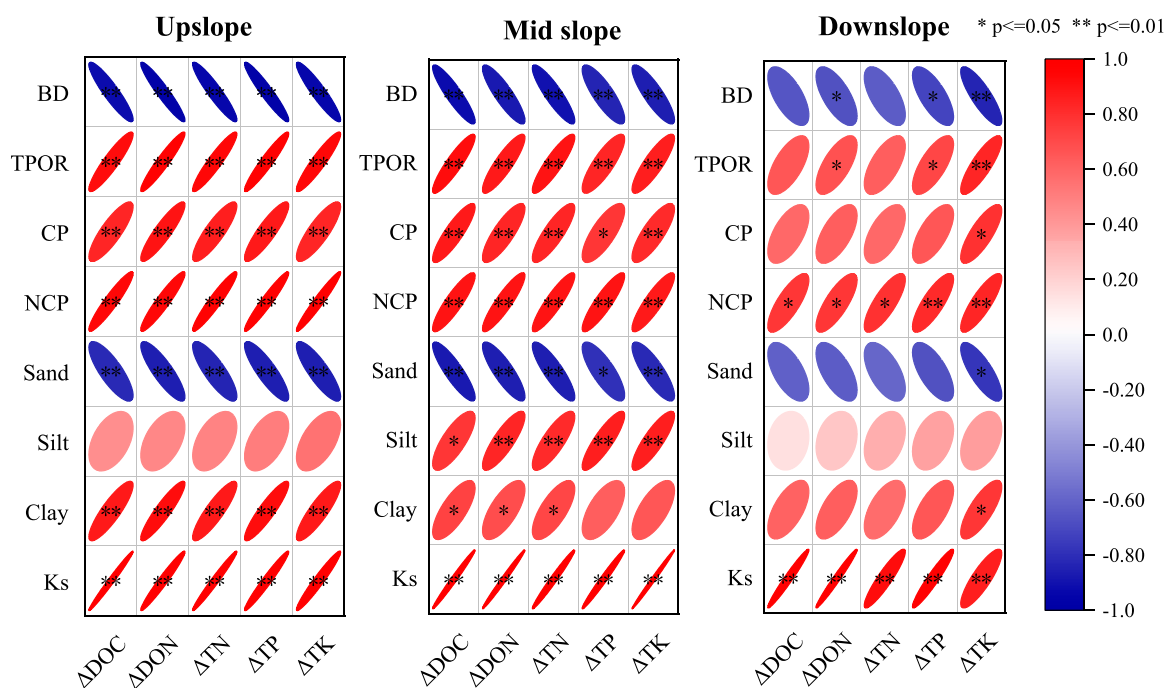 Upslope
Mid slope
Downslope
* p<=0.05 ** p<=0.01
BD ** ** ** ** **
TPOR ** ** ** ** **
CP ** ** ** ** **
NCP ** ** ** ** **
Sand ** ** ** ** **
Silt
Clay ** ** ** ** **
Ks ** ** ** ** **
ΔDOC ΔDON ΔTN ΔTP ΔTK
BD ** ** ** ** **
TPOR ** ** ** ** **
CP ** ** ** * **
NCP ** ** ** ** **
Sand ** ** ** * **
Silt * ** ** ** **
Clay * * *
Ks ** ** ** ** **
ΔDOC ΔDON ΔTN ΔTP ΔTK
BD * * **
TPOR * * **
CP *
NCP * * * ** **
Sand *
Silt
Clay *
Ks ** ** ** ** **
ΔDOC ΔDON ΔTN ΔTP ΔTK
1.0
0.80
0.60
0.40
0.20
0.0
-0.20
-0.40
-0.60
-0.80
-1.0